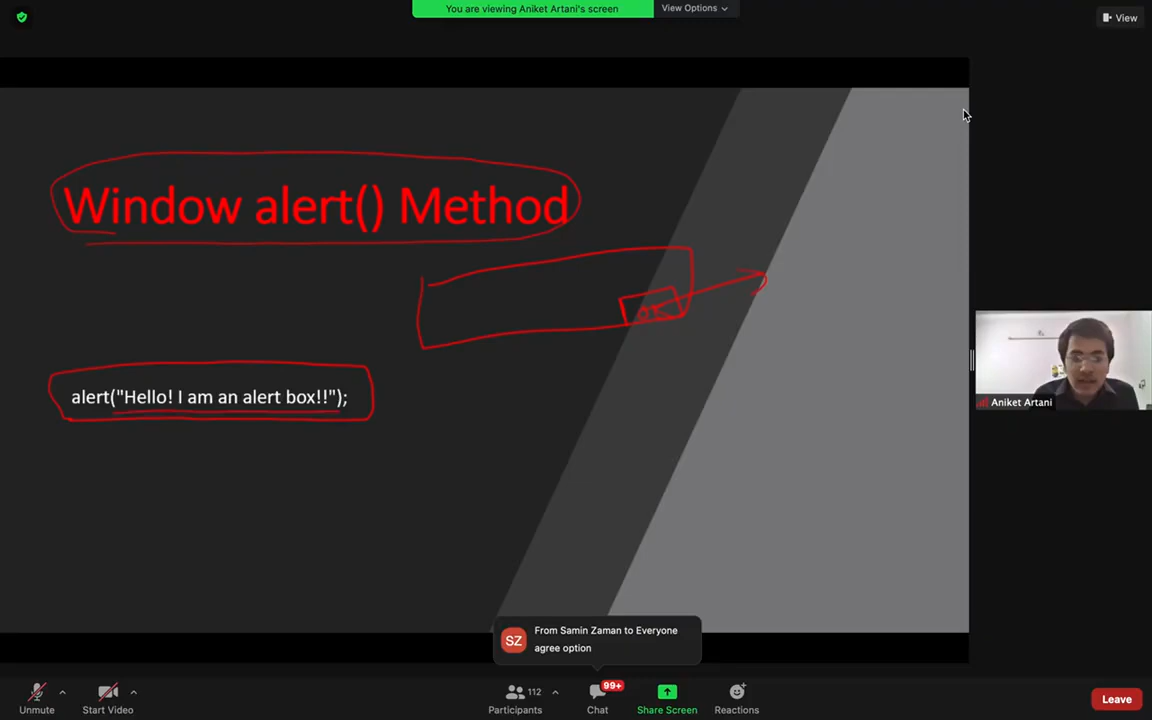 You are viewing Aniket Artani's screen
View Options
View
Window alert() Method
OK
alert("Hello! I am an alert box!!");
Aniket Artani
SZ
From Samin Zaman to Everyone
agree option
Unmute
Start Video
112
Participants
99+
Chat
Share Screen
Reactions
Leave